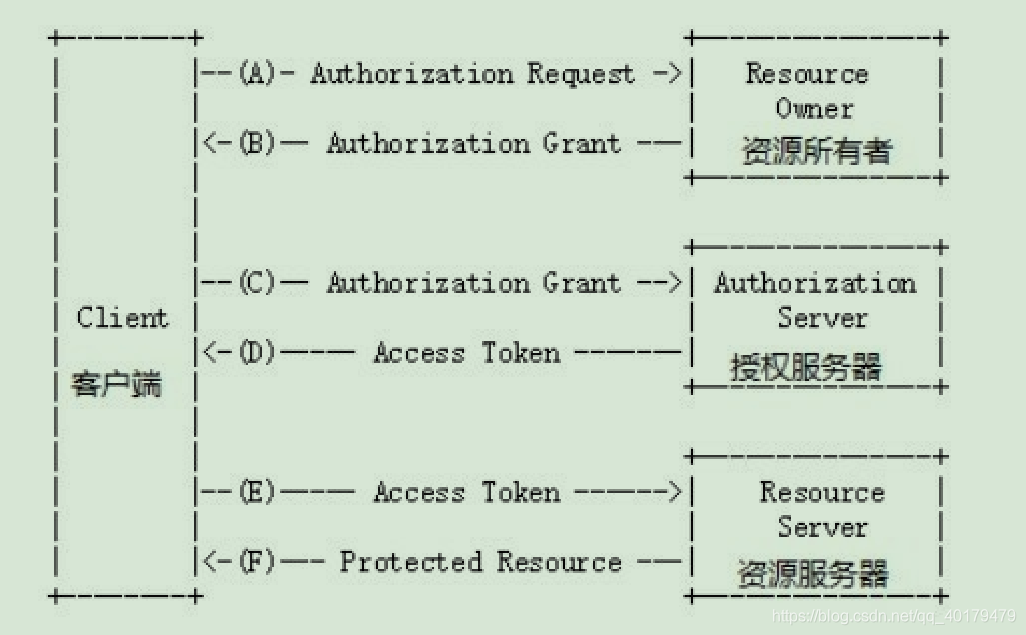 --(A)- Authorization Request ->
Resource
Owner
资源所有者
<-(B)-- Authorization Grant ---
--(C)-- Authorization Grant -->
Authorization
Server
授权服务器
Client
客户端
<-(D)----- Access Token -------
--(E)----- Access Token ------>
Resource
Server
资源服务器
<-(F)--- Protected Resource ---
https://blog.csdn.net/qq_40179479